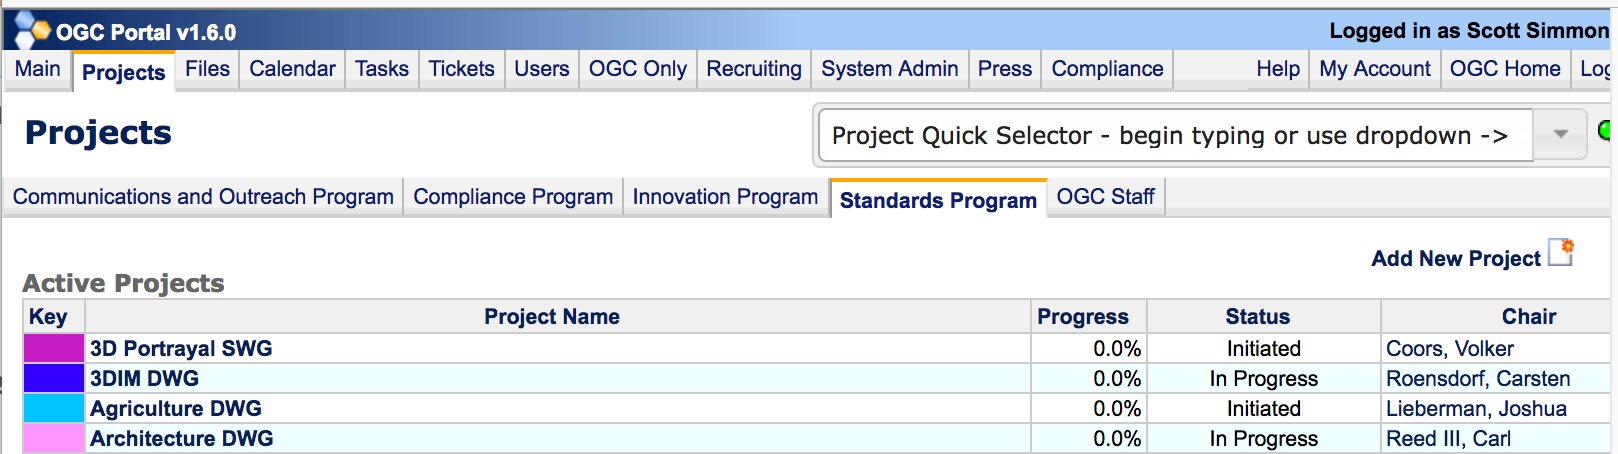 OGC Portal v1.6.0 Logged in as Scott Simmon
Main Projects Files Calendar Tasks Tickets Users OGC Only Recruiting System Admin Press Compliance Help My Account OGC Home Log
Projects Project Quick Selector - begin typing or use dropdown ->
Communications and Outreach Program Compliance Program Innovation Program Standards Program OGC Staff
Add New Project
Active Projects
Key Project Name Progress Status Chair
3D Portrayal SWG 0.0% Initiated Coors, Volker
3DIM DWG 0.0% In Progress Roensdorf, Carsten
Agriculture DWG 0.0% Initiated Lieberman, Joshua
Architecture DWG 0.0% In Progress Reed III, Carl